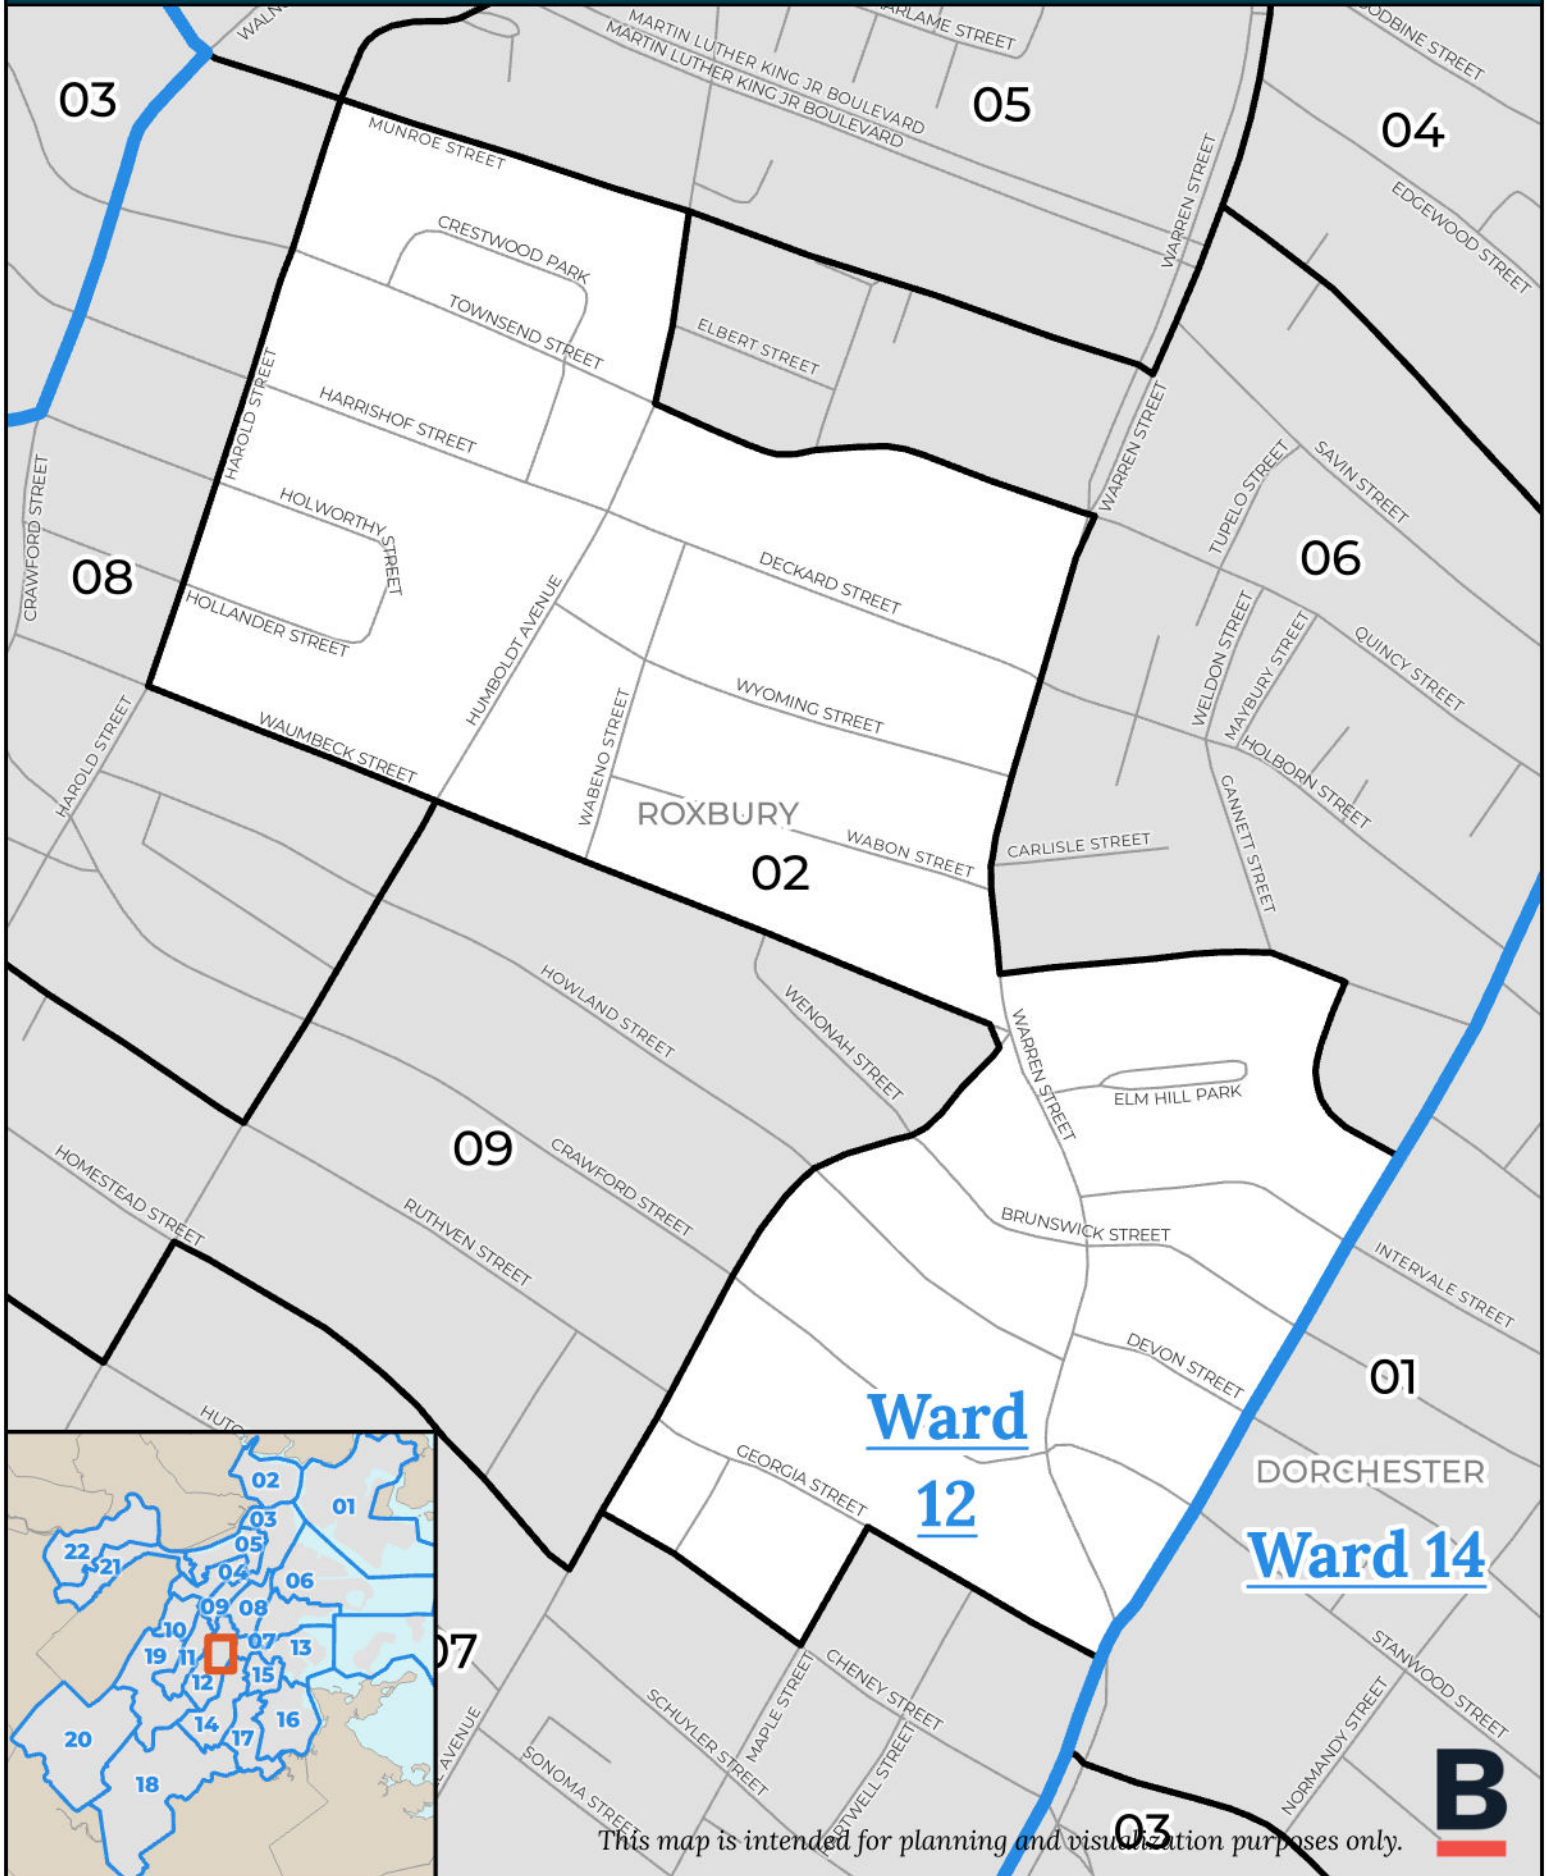 03
MARTIN LUTHER KING JR BOULEVARD
MARTIN LUTHER KING JR BOULEVARD
05
04
MUNROE STREET
WARREN STREET
EDGEWOOD STREET
CRESTWOOD PARK
TOWNSEND STREET
ELBERT STREET
HAROLD STREET
HARRISHOF STREET
WARREN STREET
TUPELO STREET
SAVIN STREET
CRAWFORD STREET
08
HOLWORTHY STREET
HOLLANDER STREET
HUMBOLDT AVENUE
DECKARD STREET
06
WELDON STREET
MAYBURY STREET
QUINCY STREET
HAROLD STREET
WAUMBECK STREET
WABENO STREET
WYOMING STREET
HOLBORN STREET
GANNETT STREET
ROXBURY
02
WABON STREET
CARLISLE STREET
HOWLAND STREET
WENONAH STREET
WARREN STREET
ELM HILL PARK
HOMESTEAD STREET
09
CRAWFORD STREET
RUTHVEN STREET
BRUNSWICK STREET
INTERVALE STREET
DEVON STREET
01
Ward
12
GEORGIA STREET
DORCHESTER
Ward 14
02
01
03
05
22
21
04
06
09
08
10
07
13
19
11
12
15
14
16
17
20
18
07
CHENEY STREET
MAPLE STREET
SCHUYLER STREET
SONOMA STREET
STANWOOD STREET
NORMANDY STREET
AVENUE
03
This map is intended for planning and visualization purposes only.
B